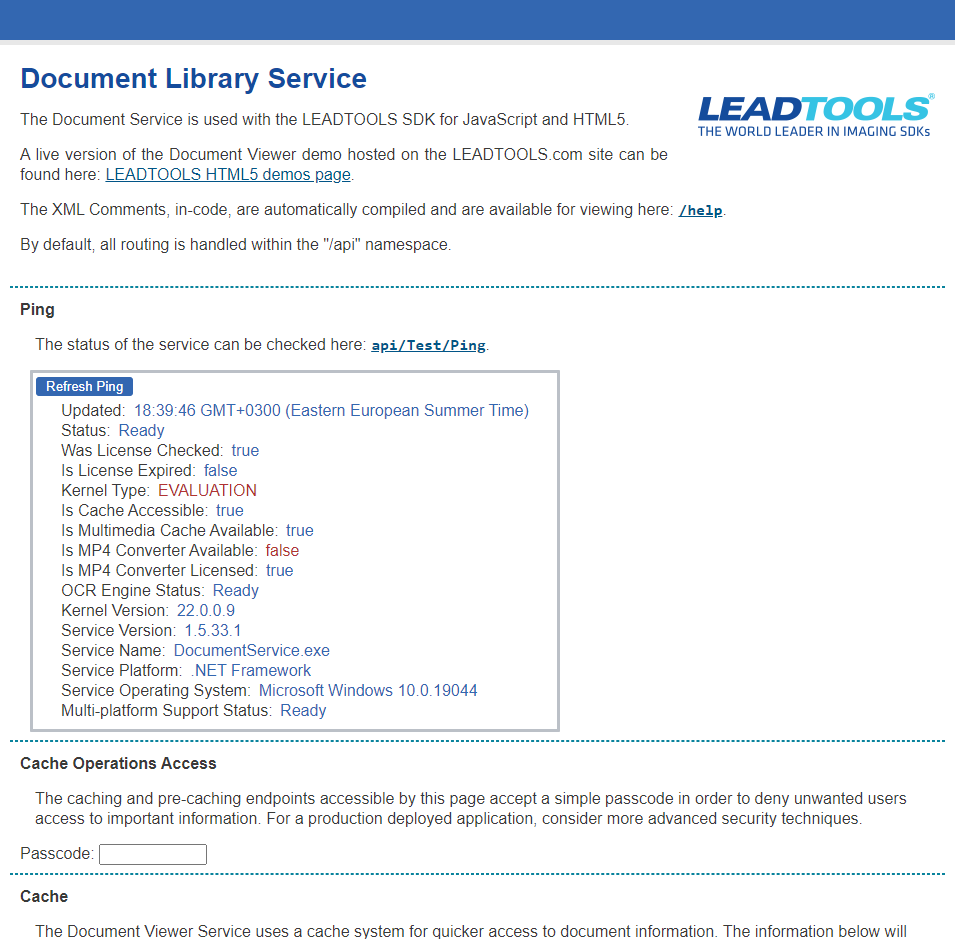 Document Library Service
LEADTOOLS®
THE WORLD LEADER IN IMAGING SDKs
The Document Service is used with the LEADTOOLS SDK for JavaScript and HTML5.
A live version of the Document Viewer demo hosted on the LEADTOOLS.com site can be
found here: LEADTOOLS HTML5 demos page.
The XML Comments, in-code, are automatically compiled and are available for viewing here: /help.
By default, all routing is handled within the "/api" namespace.
Ping
The status of the service can be checked here: api/Test/Ping.
Refresh Ping
Updated: 18:39:46 GMT+0300 (Eastern European Summer Time)
Status: Ready
Was License Checked: true
Is License Expired: false
Kernel Type: EVALUATION
Is Cache Accessible: true
Is Multimedia Cache Available: true
Is MP4 Converter Available: false
Is MP4 Converter Licensed: true
OCR Engine Status: Ready
Kernel Version: 22.0.0.9
Service Version: 1.5.33.1
Service Name: DocumentService.exe
Service Platform: .NET Framework
Service Operating System: Microsoft Windows 10.0.19044
Multi-platform Support Status: Ready
Cache Operations Access
The caching and pre-caching endpoints accessible by this page accept a simple passcode in order to deny unwanted users
access to important information. For a production deployed application, consider more advanced security techniques.
Passcode:
Cache
The Document Viewer Service uses a cache system for quicker access to document information. The information below will